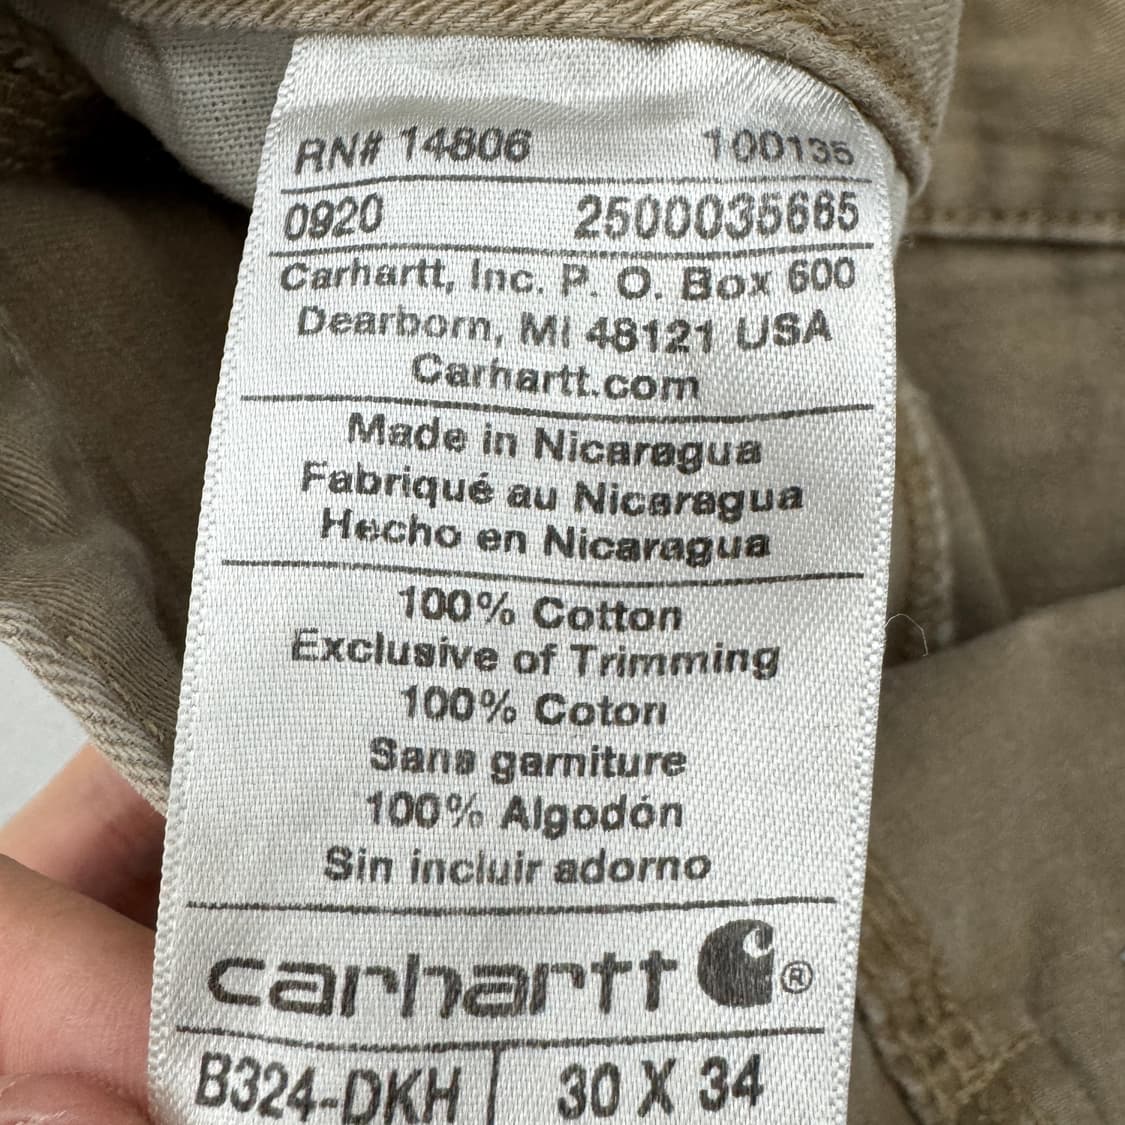 RN# 14806 100135
0920 2500035665
Carhartt, Inc. P. O. Box 600
Dearborn, MI 48121 USA
Carhartt.com
Made in Nicaragua
Fabriqué au Nicaragua
Hecho en Nicaragua
100% Cotton
Exclusive of Trimming
100% Coton
Sans garniture
100% Algodón
Sin incluir adorno
carhartt ®
B324-DKH 30 X 34